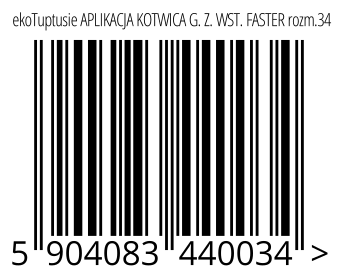 ekoTuptusie APLIKACJA KOTWICA G. Z. WST. FASTER rozm.34
5 904083 440034 >